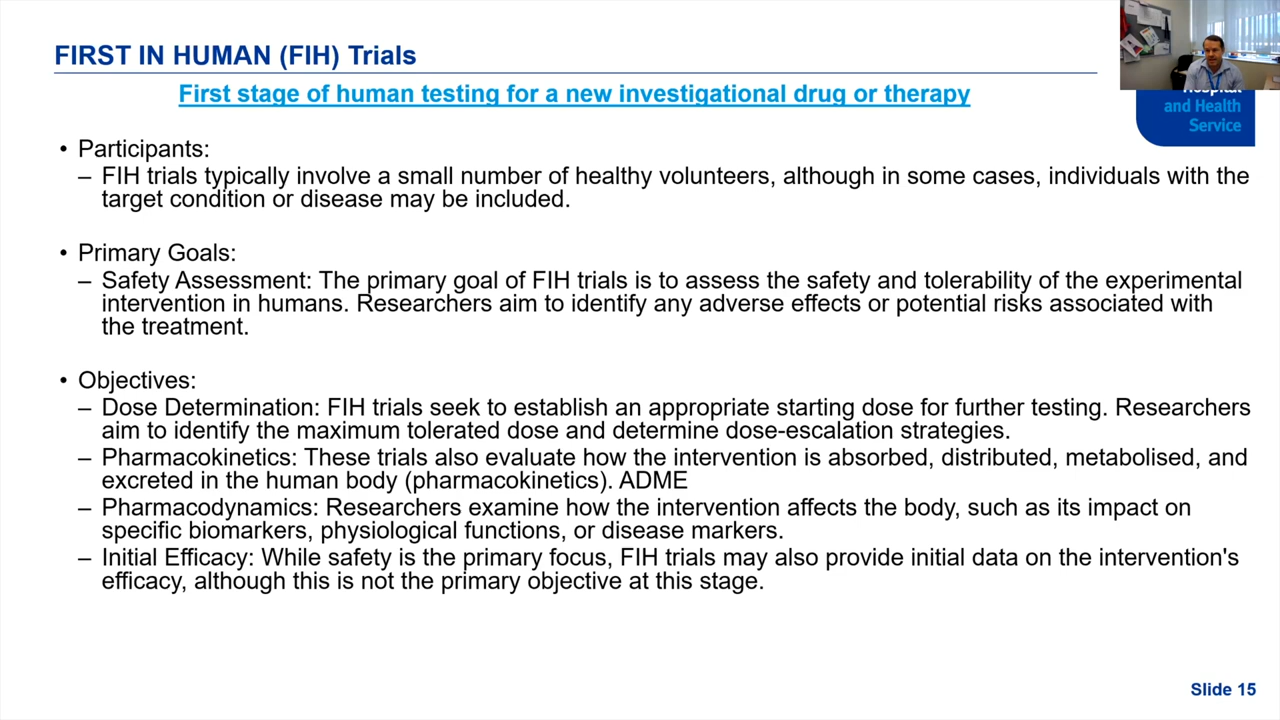 FIRST IN HUMAN (FIH) Trials
First stage of human testing for a new investigational drug or therapy
Hospital
and Health
Service
• Participants:
– FIH trials typically involve a small number of healthy volunteers, although in some cases, individuals with the
target condition or disease may be included.
• Primary Goals:
– Safety Assessment: The primary goal of FIH trials is to assess the safety and tolerability of the experimental
intervention in humans. Researchers aim to identify any adverse effects or potential risks associated with
the treatment.
• Objectives:
– Dose Determination: FIH trials seek to establish an appropriate starting dose for further testing. Researchers
aim to identify the maximum tolerated dose and determine dose-escalation strategies.
– Pharmacokinetics: These trials also evaluate how the intervention is absorbed, distributed, metabolised, and
excreted in the human body (pharmacokinetics). ADME
– Pharmacodynamics: Researchers examine how the intervention affects the body, such as its impact on
specific biomarkers, physiological functions, or disease markers.
– Initial Efficacy: While safety is the primary focus, FIH trials may also provide initial data on the intervention's
efficacy, although this is not the primary objective at this stage.
Slide 15